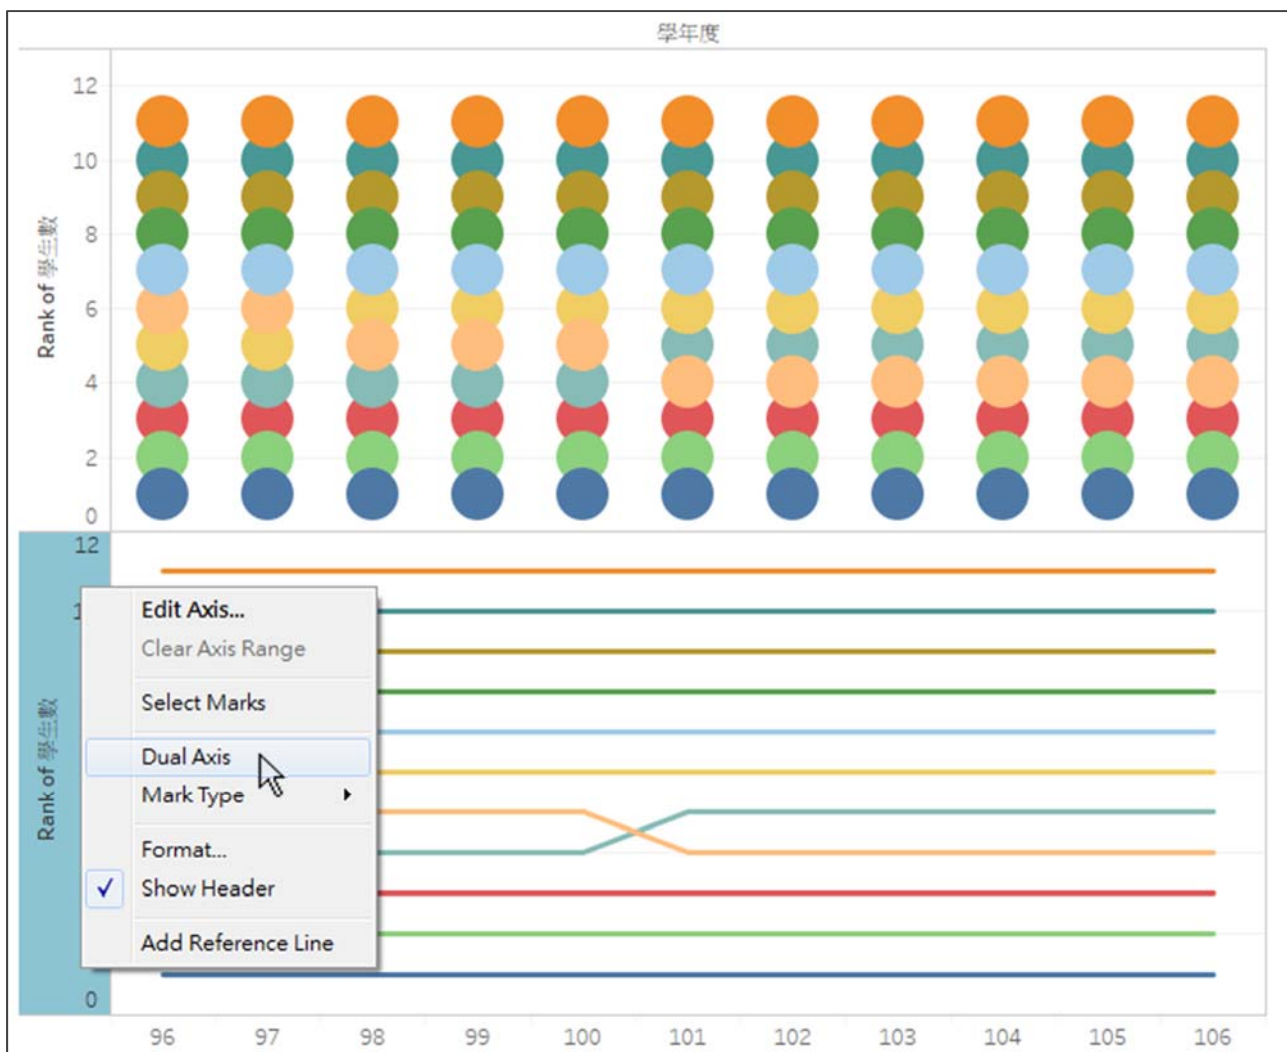 學年度
12
10
8
6
4
2
0
Rank of 學生數
12
1
0
Rank of 學生數
Edit Axis...
Clear Axis Range
Select Marks
Dual Axis
Mark Type
Format...
Show Header
Add Reference Line
96 97 98 99 100 101 102 103 104 105 106